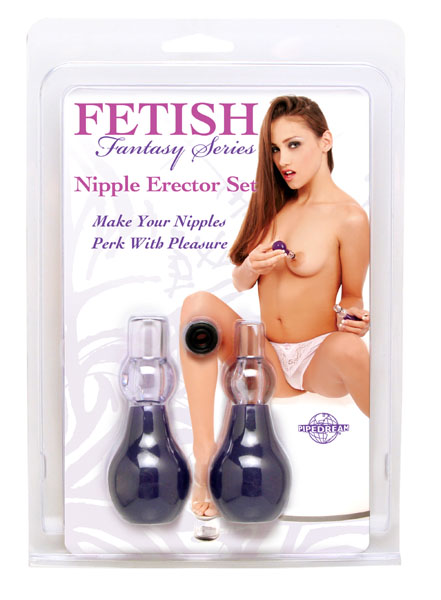 FETISH
Fantasy Series
Nipple Erector Set
Make Your Nipples
Perk With Pleasure
PIPEDREAM